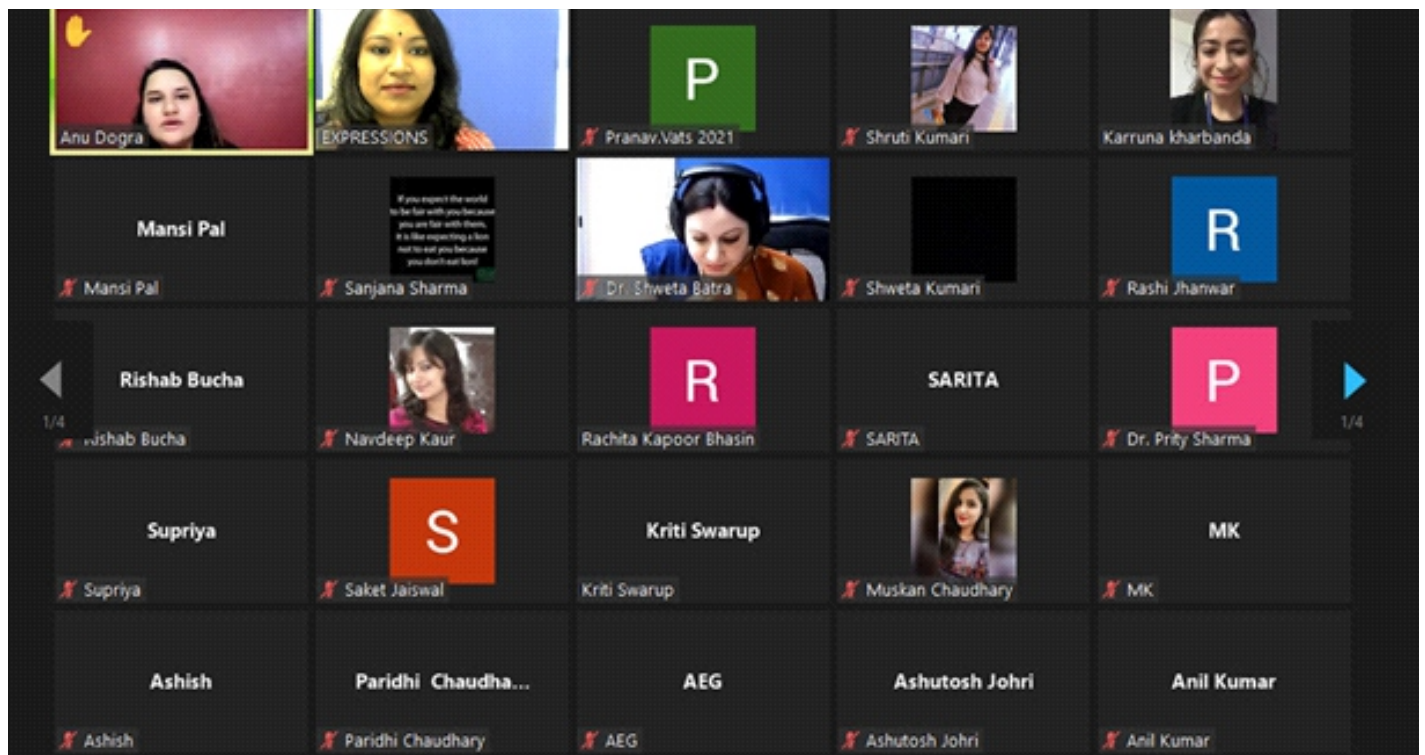 Anu Dogra
EXPRESSIONS
P
Pranav.Vats 2021
Shruti Kumari
Karruna kharbanda
Mansi Pal
Mansi Pal
If you expect the world
to be fair with you because
you are fair with them,
it is like expecting a lion
not to eat you because
you don't eat lion!
Sanjana Sharma
Dr. Shweta Batra
Shweta Kumari
R
Rashi Jhanwar
1/4
Rishab Bucha
Rishab Bucha
Navdeep Kaur
R
Rachita Kapoor Bhasin
SARITA
SARITA
P
Dr. Prity Sharma
1/4
Supriya
Supriya
S
Saket Jaiswal
Kriti Swarup
Kriti Swarup
Muskan Chaudhary
MK
MK
Ashish
Ashish
Paridhi Chaudha...
Paridhi Chaudhary
AEG
AEG
Ashutosh Johri
Ashutosh Johri
Anil Kumar
Anil Kumar